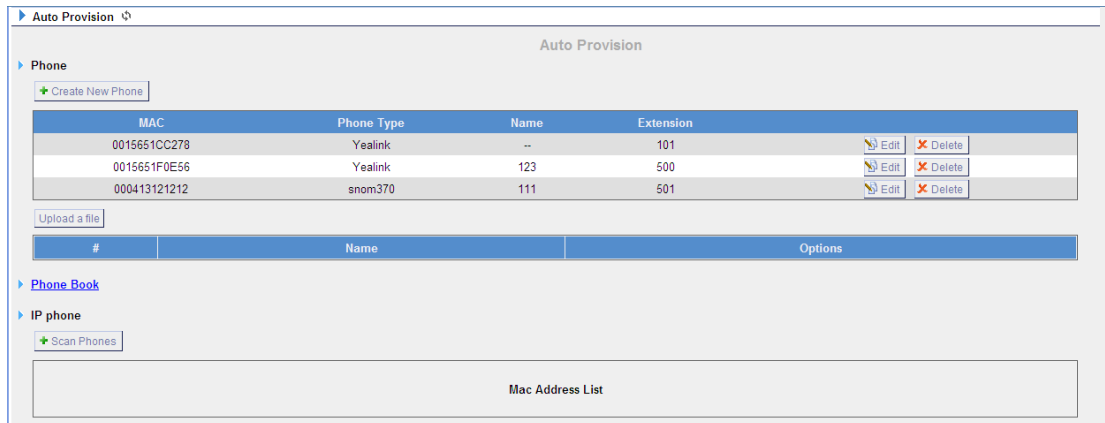 Auto Provision
Auto Provision
Phone
Create New Phone
MAC Phone Type Name Extension
0015651CC278 Yealink -- 101 Edit Delete
0015651F0E56 Yealink 123 500 Edit Delete
000413121212 snom370 111 501 Edit Delete
Upload a file
# Name Options
Phone Book
IP phone
Scan Phones
Mac Address List